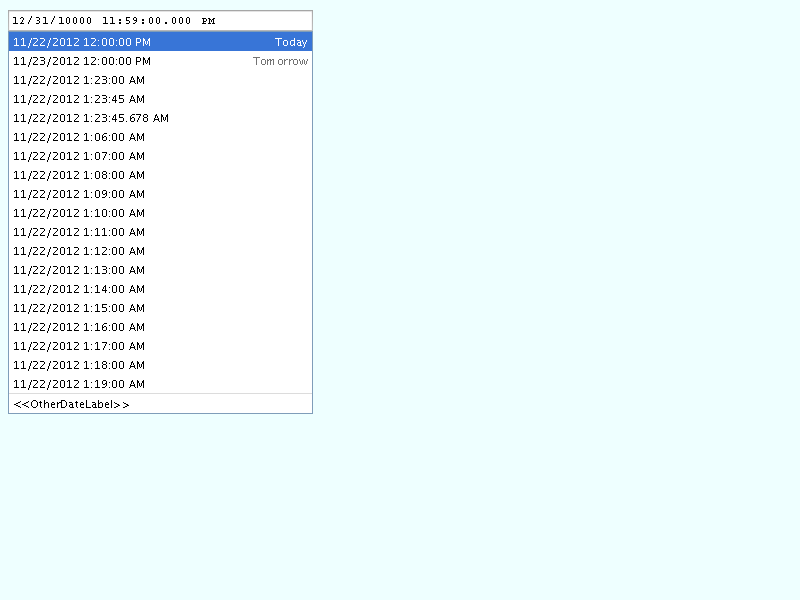 12/31/10000 11:59:00.000 PM
11/22/2012 12:00:00 PM Today
11/23/2012 12:00:00 PM Tomorrow
11/22/2012 1:23:00 AM
11/22/2012 1:23:45 AM
11/22/2012 1:23:45.678 AM
11/22/2012 1:06:00 AM
11/22/2012 1:07:00 AM
11/22/2012 1:08:00 AM
11/22/2012 1:09:00 AM
11/22/2012 1:10:00 AM
11/22/2012 1:11:00 AM
11/22/2012 1:12:00 AM
11/22/2012 1:13:00 AM
11/22/2012 1:14:00 AM
11/22/2012 1:15:00 AM
11/22/2012 1:16:00 AM
11/22/2012 1:17:00 AM
11/22/2012 1:18:00 AM
11/22/2012 1:19:00 AM
<<OtherDateLabel>>